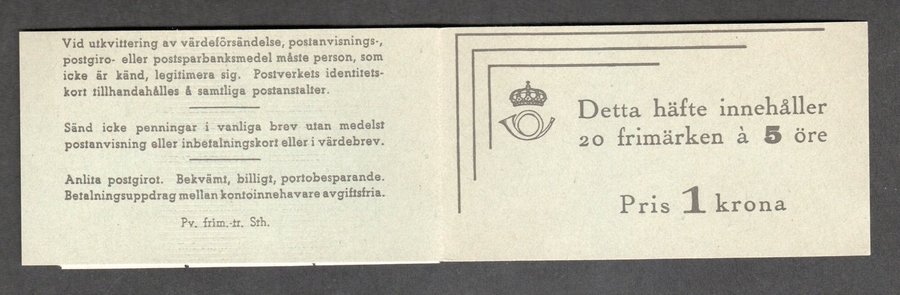 Vid utkvittering av värdeförsändelse, postanvisnings-,
postgiro- eller postsparbanksmedel måste person, som
icke är känd, legitimera sig. Postverkets identitets-
kort tillhandahålles å samtliga postanstalter.
Sänd icke penningar i vanliga brev utan medelst
postanvisning eller inbetalningskort eller i värdebrev.
Anlita postgirot. Bekvämt, billigt, portobesparande.
Betalningsuppdrag mellan kontoinnehavare avgiftsfria.
Pv. frim.-tr. Sth.
Detta häfte innehåller
20 frimärken à 5 öre
Pris 1 krona